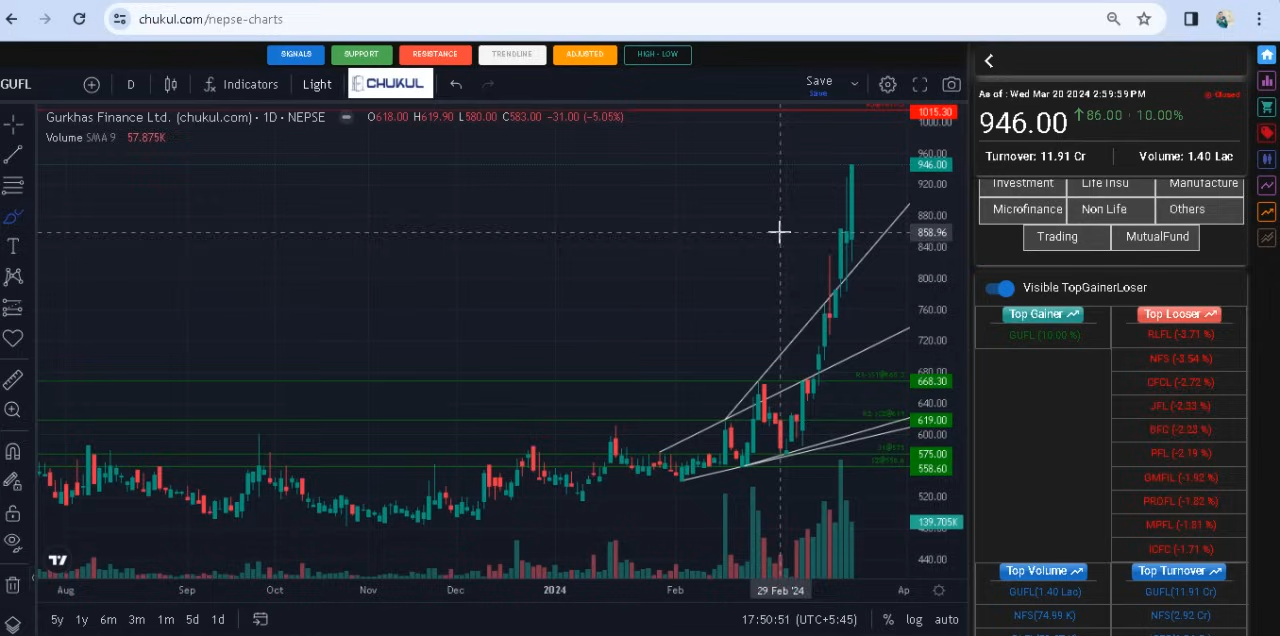 chukul.com/nepse-charts
SIGNALS SUPPORT RESISTANCE TRENDLINE ADJUSTED HIGH - LOW
GUFL D Indicators Light CHUKUL Save
Save
Gurkhas Finance Ltd. (chukul.com) · 1D · NEPSE O618.00 H619.90 L580.00 C583.00 −31.00 (−5.05%)
Volume SMA 9 57.875K
1015.30
1000.00
960.00
946.00
920.00
880.00
858.96
840.00
800.00
760.00
720.00
680.00
668.30
640.00
619.00
600.00
575.00
558.60
520.00
139.705K
440.00
Aug Sep Oct Nov Dec 2024 Feb 29 Feb '24 Ap
5y 1y 6m 3m 1m 5d 1d 17:50:51 (UTC+5:45) % log auto
As of : Wed Mar 20 2024 2:59:59 PM Closed
946.00 ↑86.00 · 10.00%
Turnover: 11.91 Cr Volume: 1.40 Lac
Investment Life Insu Manufacture
Microfinance Non Life Others
Trading MutualFund
Visible TopGainerLoser
Top Gainer Top Looser
GUFL (10.00 %) RLFL (-3.71 %)
NFS (-3.54 %)
CFCL (-2.72 %)
JFL (-2.33 %)
BFC (-2.23 %)
PFL (-2.19 %)
GMFIL (-1.92 %)
PROFL (-1.82 %)
MPFL (-1.81 %)
ICFC (-1.71 %)
Top Volume Top Turnover
GUFL(1.40 Lac) GUFL(11.91 Cr)
NFS(74.99 K) NFS(2.92 Cr)